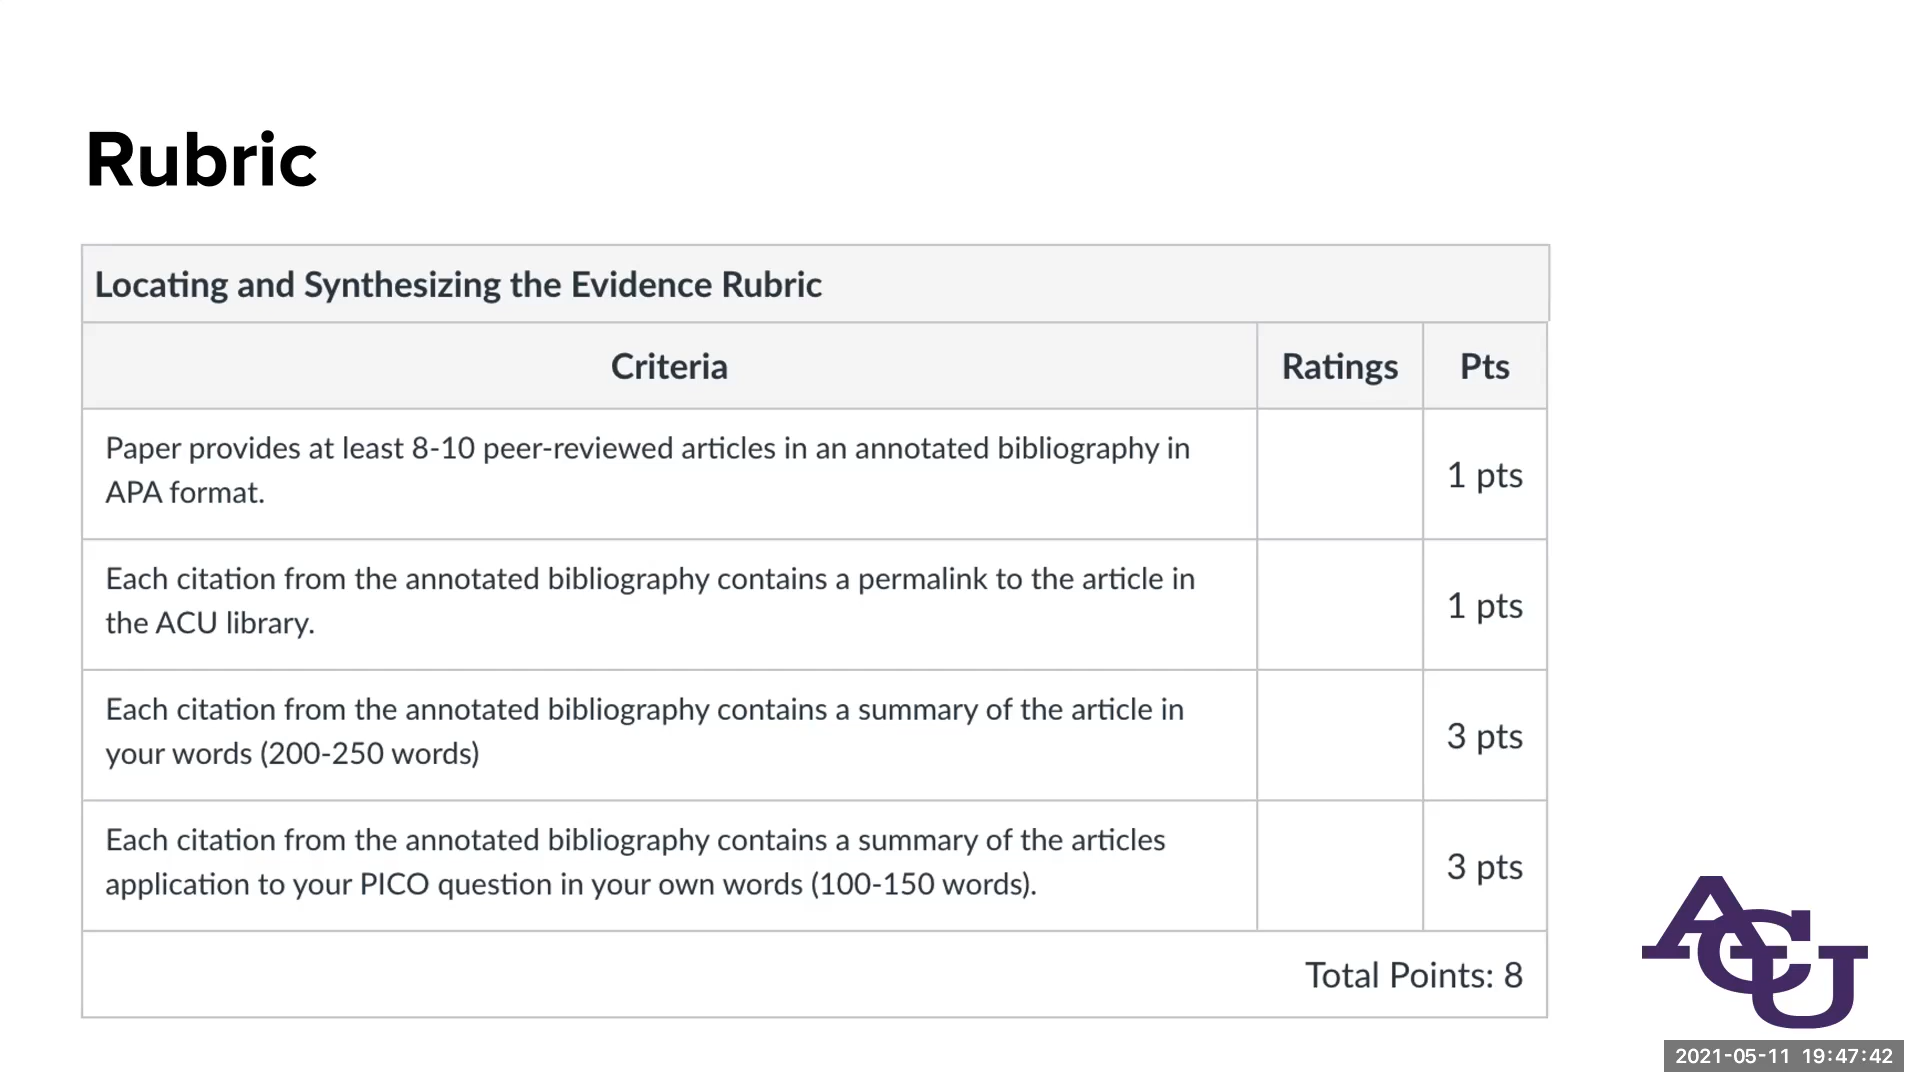 Rubric
Locating and Synthesizing the Evidence Rubric
Criteria Ratings Pts
Paper provides at least 8-10 peer-reviewed articles in an annotated bibliography in
APA format.
1 pts
Each citation from the annotated bibliography contains a permalink to the article in
the ACU library.
1 pts
Each citation from the annotated bibliography contains a summary of the article in
your words (200-250 words)
3 pts
Each citation from the annotated bibliography contains a summary of the articles
application to your PICO question in your own words (100-150 words).
3 pts
Total Points: 8
ACU
2021-05-11 19:47:42